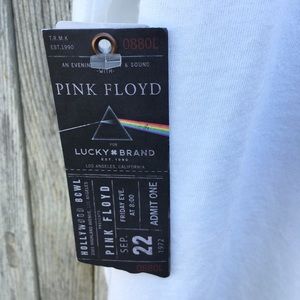 T.R.M.K
EST. 1990
0880L
AN EVENING
& SOUND
WITH
PINK FLOYD
FOR
LUCKY BRAND
EST. 1990
LOS ANGELES, CALIFORNIA
HOLLYWOOD BOWL
PINK FLOYD
FRIDAY EVE.
AT 8:00
SEP.
22
1972
ADMIT ONE
0880L